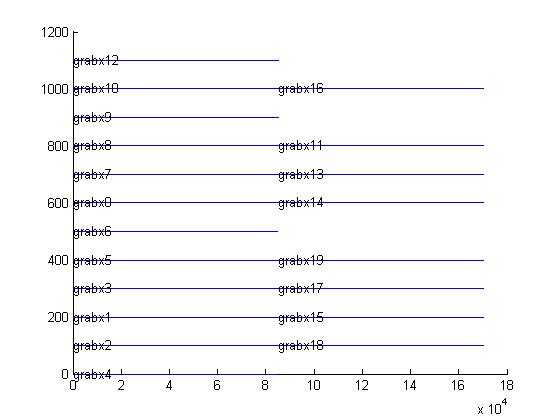 1200
grabx12
1000 grabx10 grabx16
grabx9
800 grabx8 grabx11
grabx7 grabx13
600 grabx0 grabx14
grabx6
400 grabx5 grabx19
grabx3 grabx17
200 grabx1 grabx15
grabx2 grabx18
0 grabx4
0 2 4 6 8 10 12 14 16 18
x 10^4